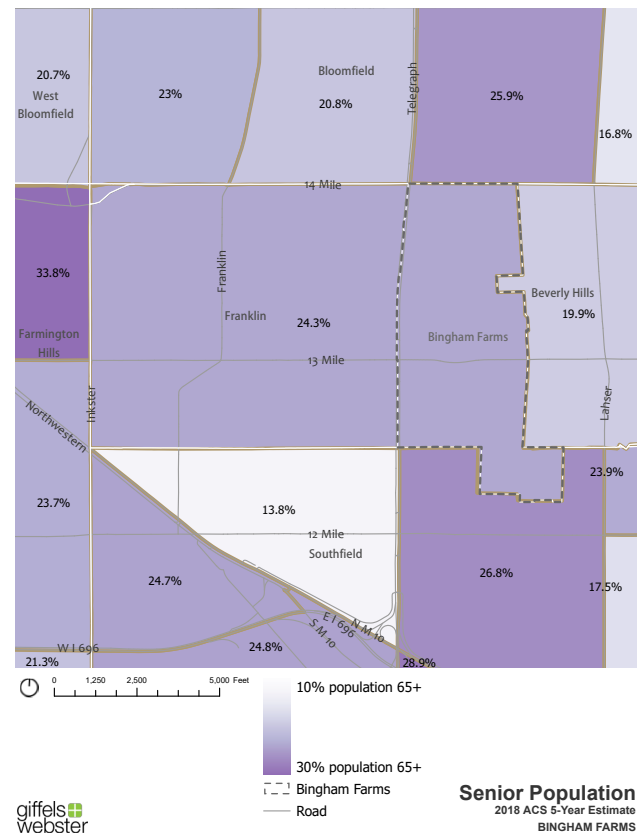 20.7%
West
Bloomfield
23%
Bloomfield
20.8%
Telegraph
25.9%
16.8%
14 Mile
33.8%
Farmington
Hills
Franklin
Franklin
24.3%
13 Mile
Bingham Farms
Beverly Hills
19.9%
Lahser
Inkster
Northwestern
23.7%
13.8%
12 Mile
Southfield
23.9%
26.8%
17.5%
24.7%
E I 696
N M 10
S M 10
24.8%
W I 696
21.3%
28.9%
0 1,250 2,500 5,000 Feet
10% population 65+
30% population 65+
Bingham Farms
Road
giffels
webster
Senior Population
2018 ACS 5-Year Estimate
BINGHAM FARMS